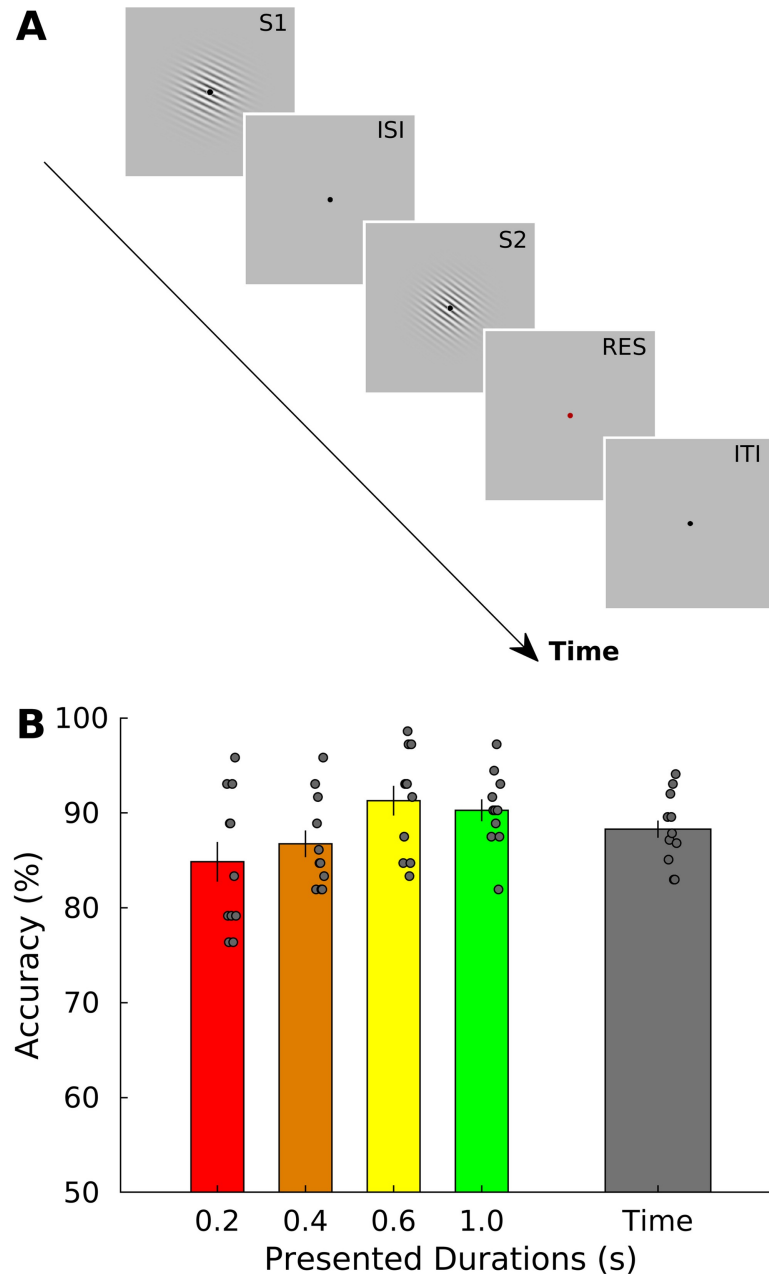 A
S1
ISI
S2
RES
ITI
Time
B
100
90
80
70
60
50
Accuracy (%)
0.2 0.4 0.6 1.0 Time
Presented Durations (s)